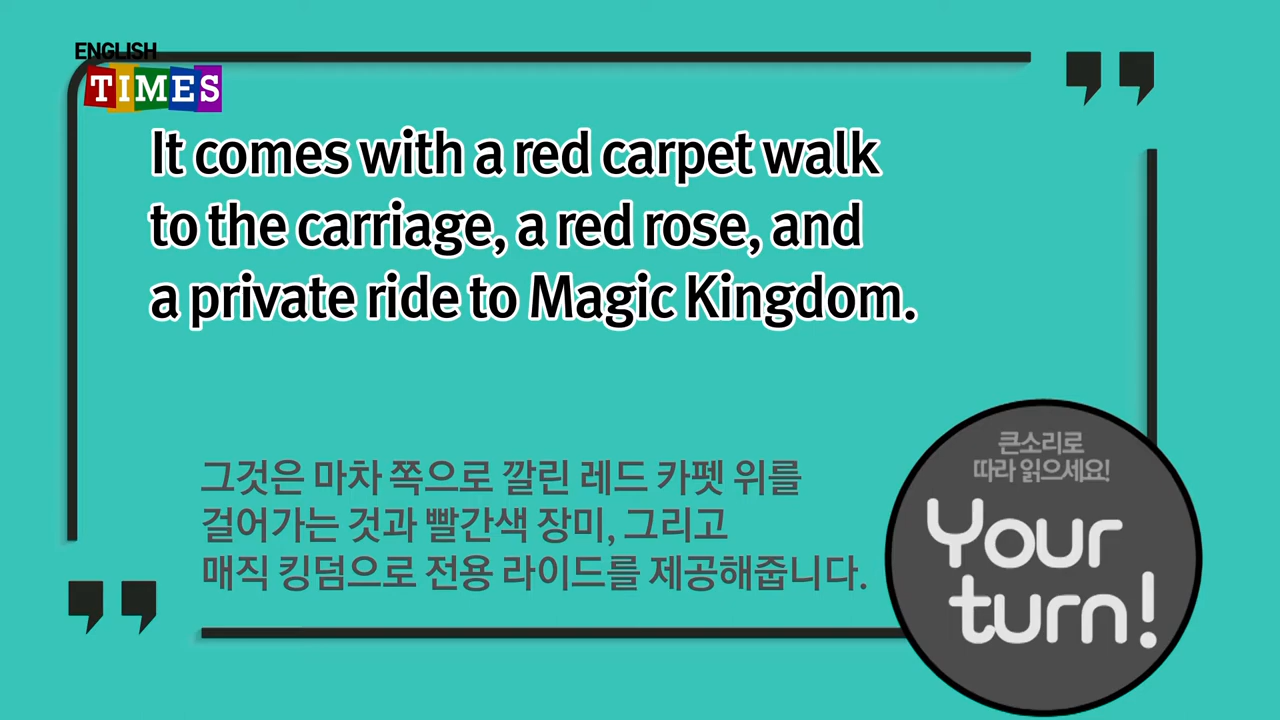 ENGLISH
TIMES
It comes with a red carpet walk
to the carriage, a red rose, and
a private ride to Magic Kingdom.
그것은 마차 쪽으로 깔린 레드 카펫 위를
걸어가는 것과 빨간색 장미, 그리고
매직 킹덤으로 전용 라이드를 제공해줍니다.
큰소리로
따라 읽으세요!
Your
turn!